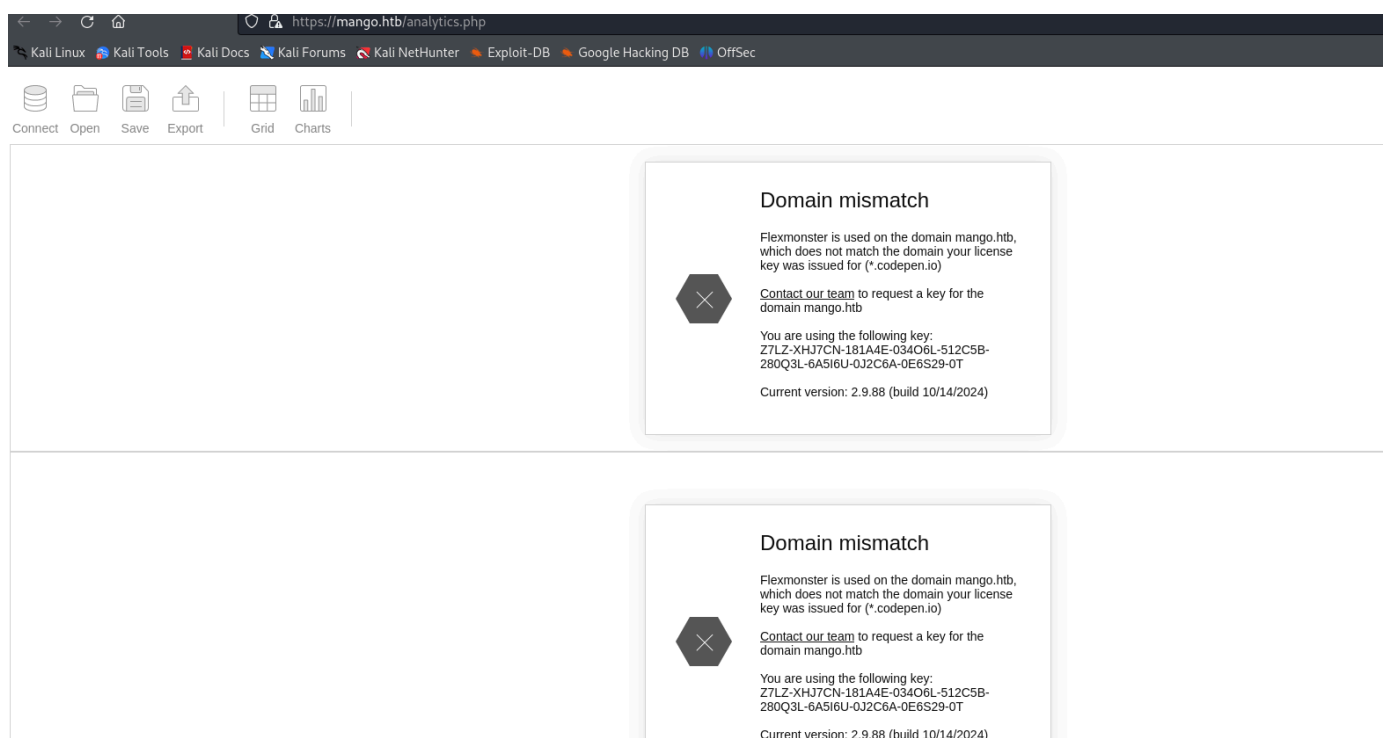 https://mango.htb/analytics.php
Kali Linux Kali Tools Kali Docs Kali Forums Kali NetHunter Exploit-DB Google Hacking DB OffSec
Connect Open Save Export Grid Charts
Domain mismatch
Flexmonster is used on the domain mango.htb,
which does not match the domain your license
key was issued for (*.codepen.io)
Contact our team to request a key for the
domain mango.htb
You are using the following key:
Z7LZ-XHJ7CN-181A4E-034O6L-512C5B-
280Q3L-6A5I6U-0J2C6A-0E6S29-0T
Current version: 2.9.88 (build 10/14/2024)
Domain mismatch
Flexmonster is used on the domain mango.htb,
which does not match the domain your license
key was issued for (*.codepen.io)
Contact our team to request a key for the
domain mango.htb
You are using the following key:
Z7LZ-XHJ7CN-181A4E-034O6L-512C5B-
280Q3L-6A5I6U-0J2C6A-0E6S29-0T
Current version: 2.9.88 (build 10/14/2024)